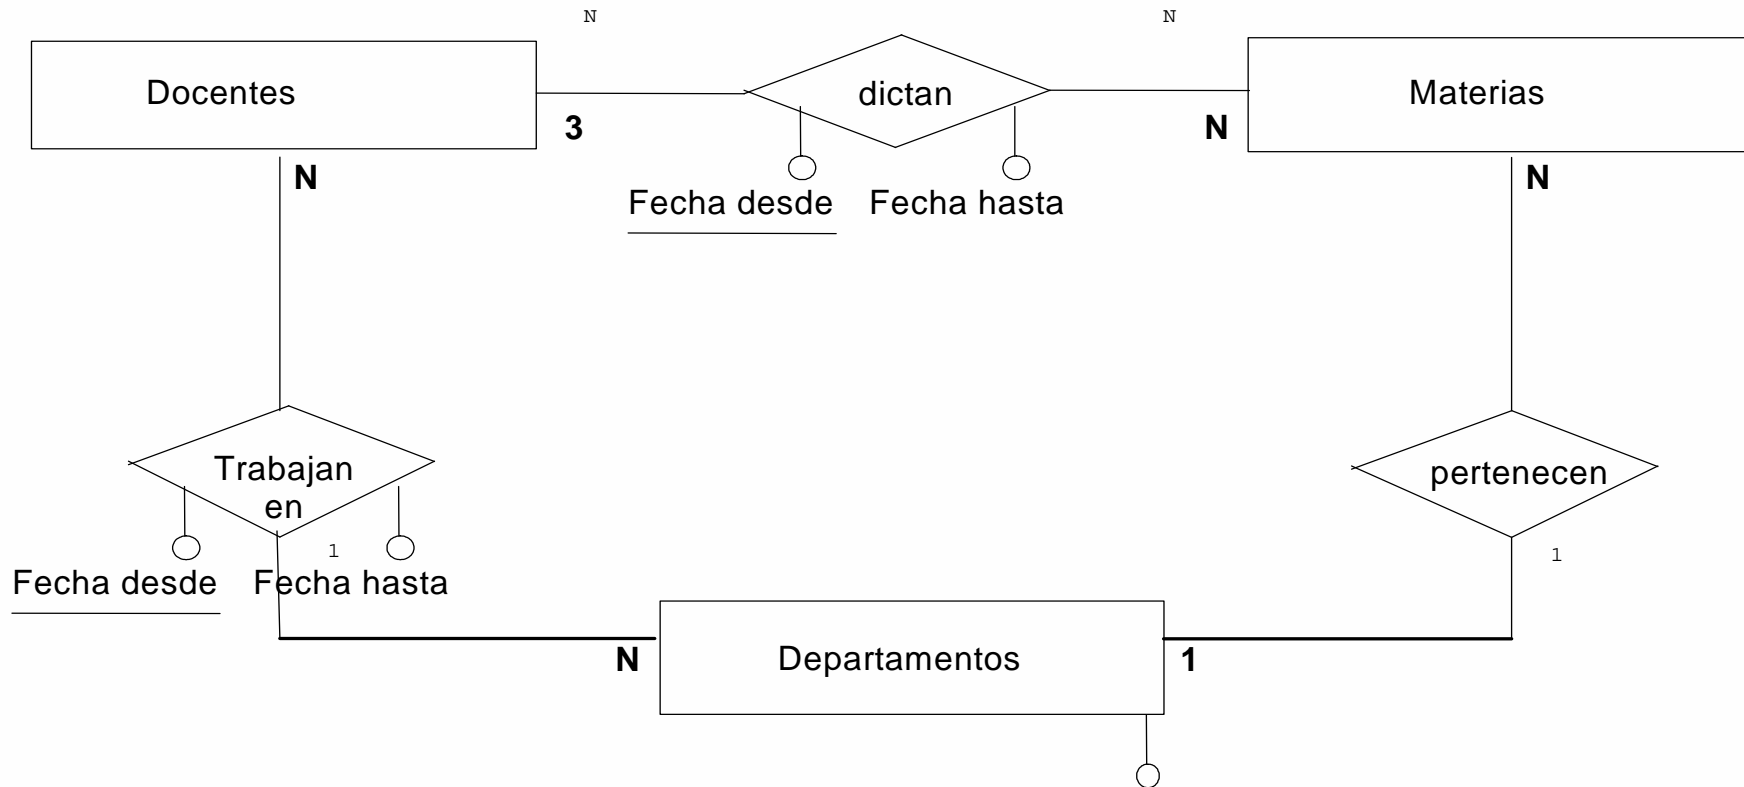 N N
Docentes dictan Materias
3 N
N N
Fecha desde Fecha hasta
Trabajan pertenecen
en
1 1
Fecha desde Fecha hasta
N Departamentos 1